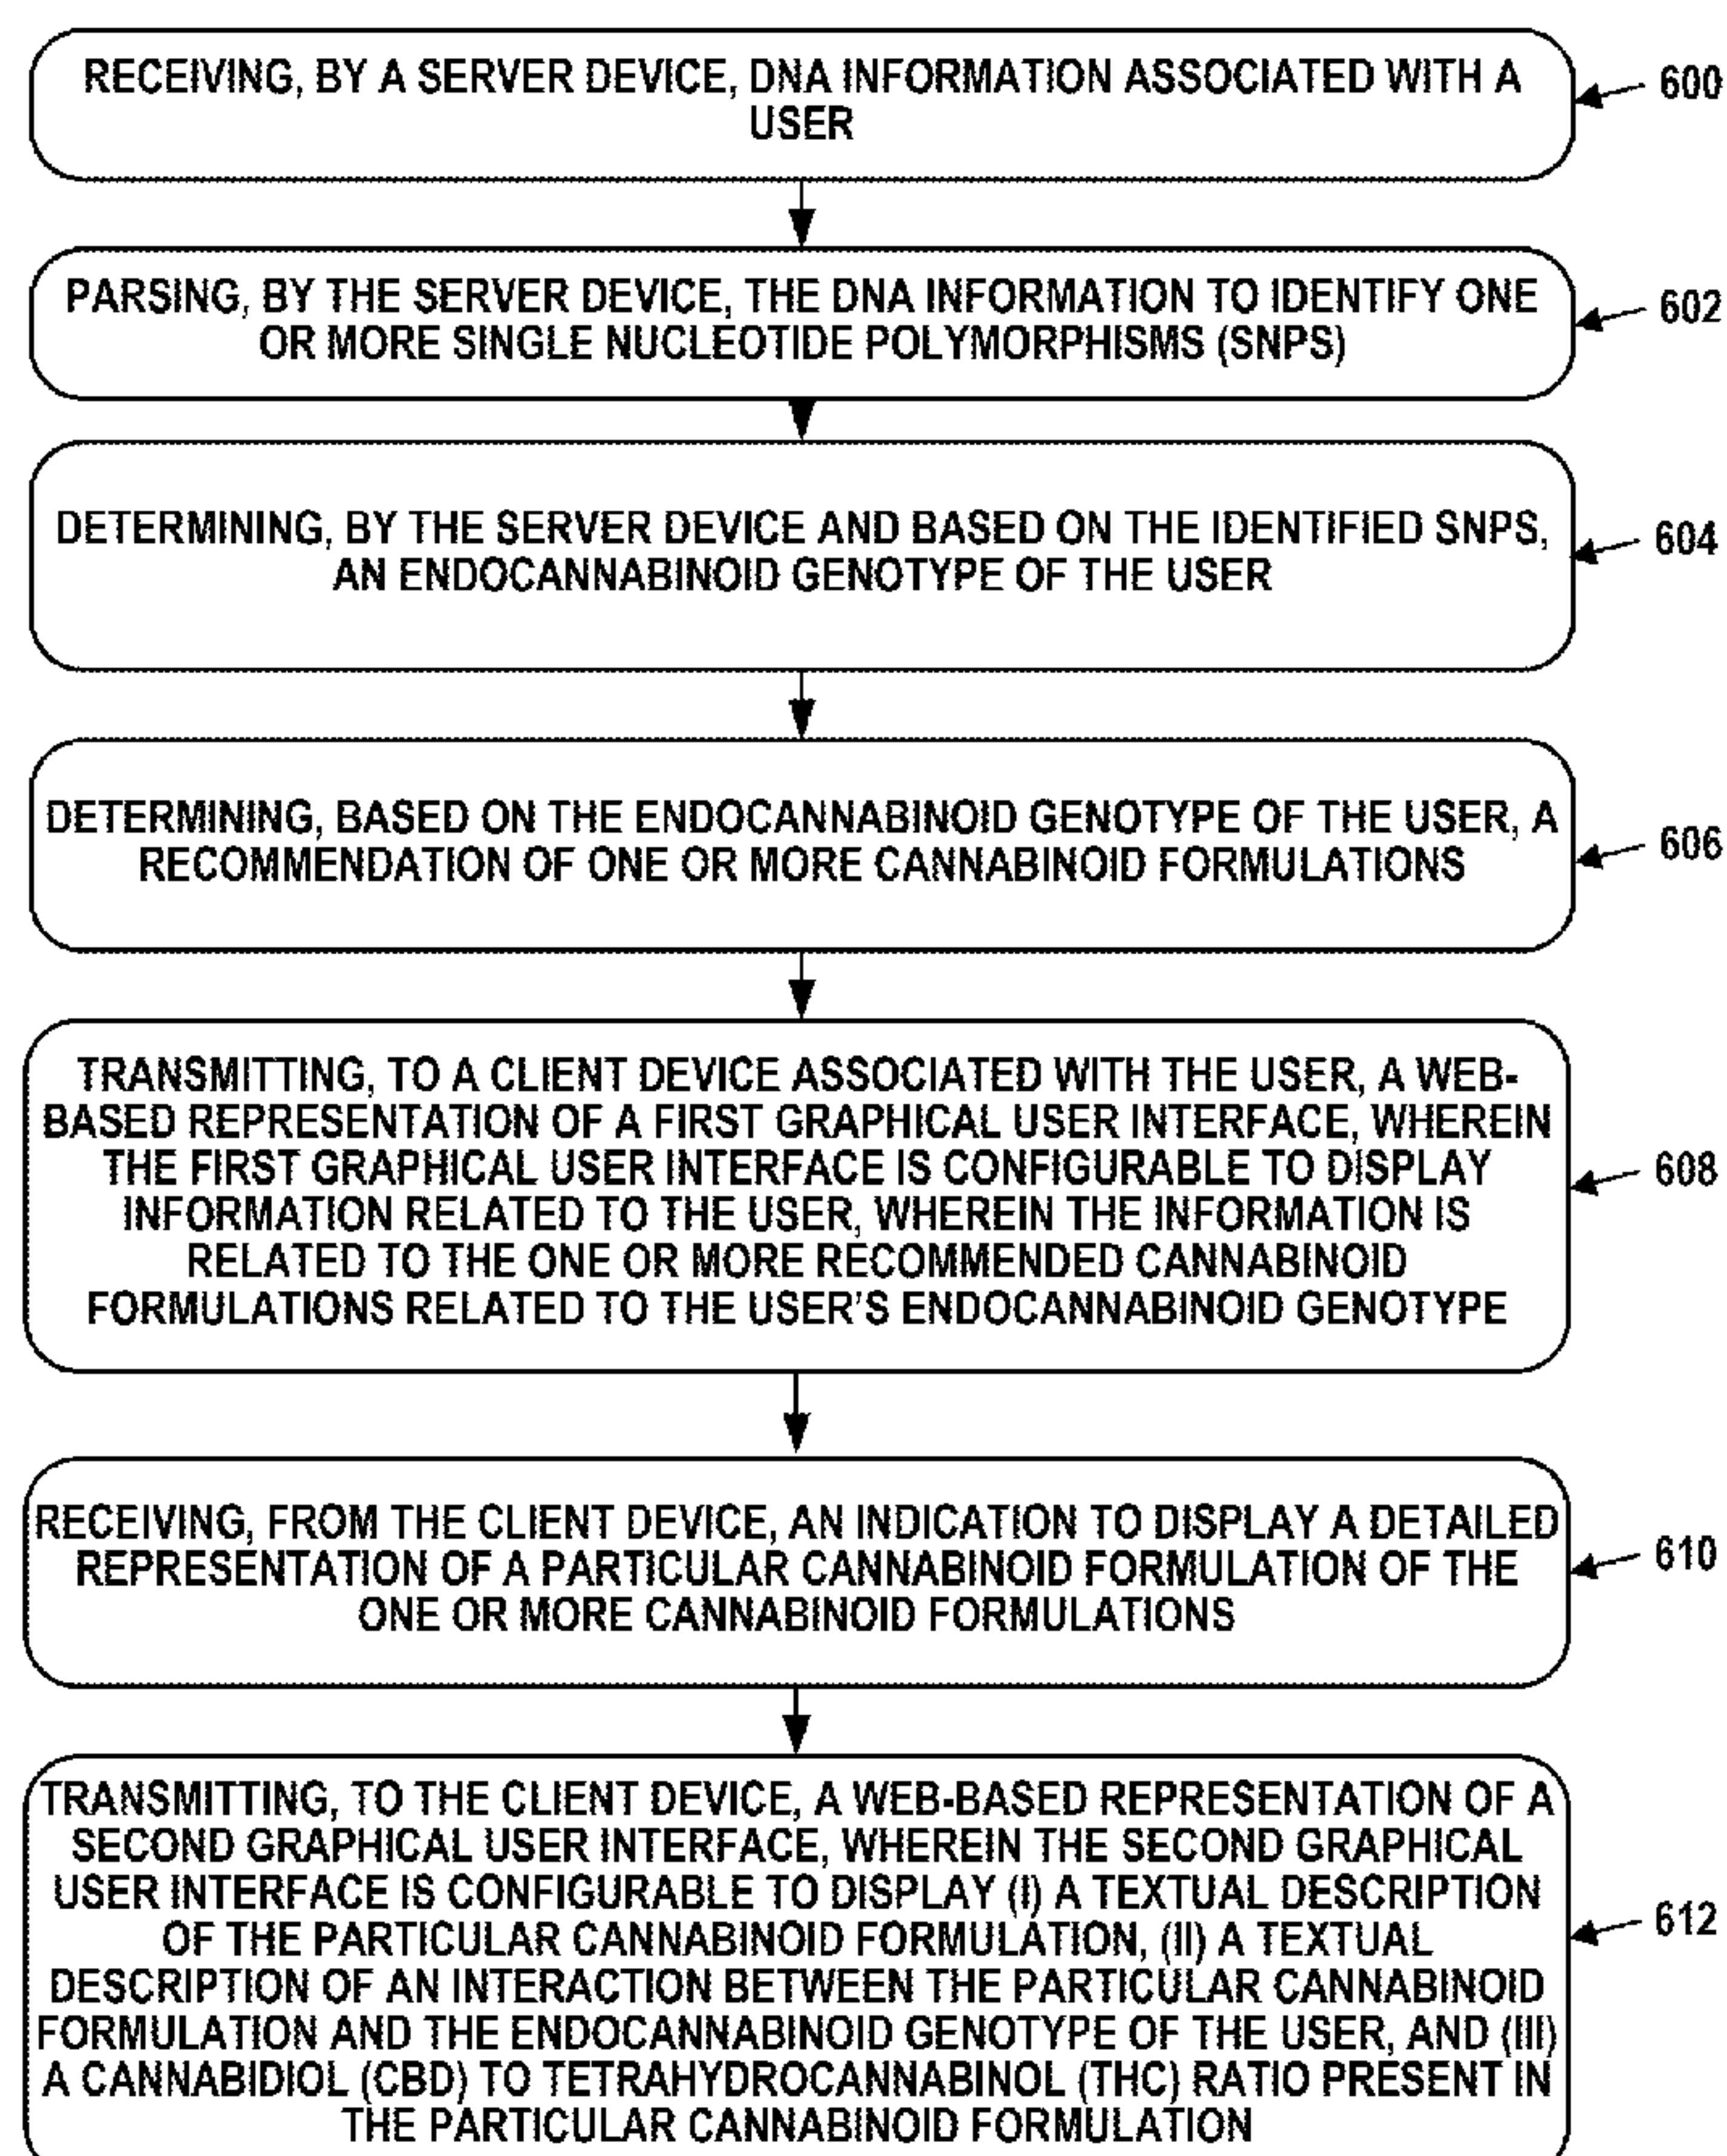 RECEIVING, BY A SERVER DEVICE, DNA INFORMATION ASSOCIATED WITH A
USER
600
PARSING, BY THE SERVER DEVICE, THE DNA INFORMATION TO IDENTIFY ONE
OR MORE SINGLE NUCLEOTIDE POLYMORPHISMS (SNPS)
602
DETERMINING, BY THE SERVER DEVICE AND BASED ON THE IDENTIFIED SNPS,
AN ENDOCANNABINOID GENOTYPE OF THE USER
604
DETERMINING, BASED ON THE ENDOCANNABINOID GENOTYPE OF THE USER, A
RECOMMENDATION OF ONE OR MORE CANNABINOID FORMULATIONS
606
TRANSMITTING, TO A CLIENT DEVICE ASSOCIATED WITH THE USER, A WEB-
BASED REPRESENTATION OF A FIRST GRAPHICAL USER INTERFACE, WHEREIN
THE FIRST GRAPHICAL USER INTERFACE IS CONFIGURABLE TO DISPLAY
INFORMATION RELATED TO THE USER, WHEREIN THE INFORMATION IS
RELATED TO THE ONE OR MORE RECOMMENDED CANNABINOID
FORMULATIONS RELATED TO THE USER'S ENDOCANNABINOID GENOTYPE
608
RECEIVING, FROM THE CLIENT DEVICE, AN INDICATION TO DISPLAY A DETAILED
REPRESENTATION OF A PARTICULAR CANNABINOID FORMULATION OF THE
ONE OR MORE CANNABINOID FORMULATIONS
610
TRANSMITTING, TO THE CLIENT DEVICE, A WEB-BASED REPRESENTATION OF A
SECOND GRAPHICAL USER INTERFACE, WHEREIN THE SECOND GRAPHICAL
USER INTERFACE IS CONFIGURABLE TO DISPLAY (I) A TEXTUAL DESCRIPTION
OF THE PARTICULAR CANNABINOID FORMULATION, (II) A TEXTUAL
DESCRIPTION OF AN INTERACTION BETWEEN THE PARTICULAR CANNABINOID
FORMULATION AND THE ENDOCANNABINOID GENOTYPE OF THE USER, AND (III)
A CANNABIDIOL (CBD) TO TETRAHYDROCANNABINOL (THC) RATIO PRESENT IN
THE PARTICULAR CANNABINOID FORMULATION
612